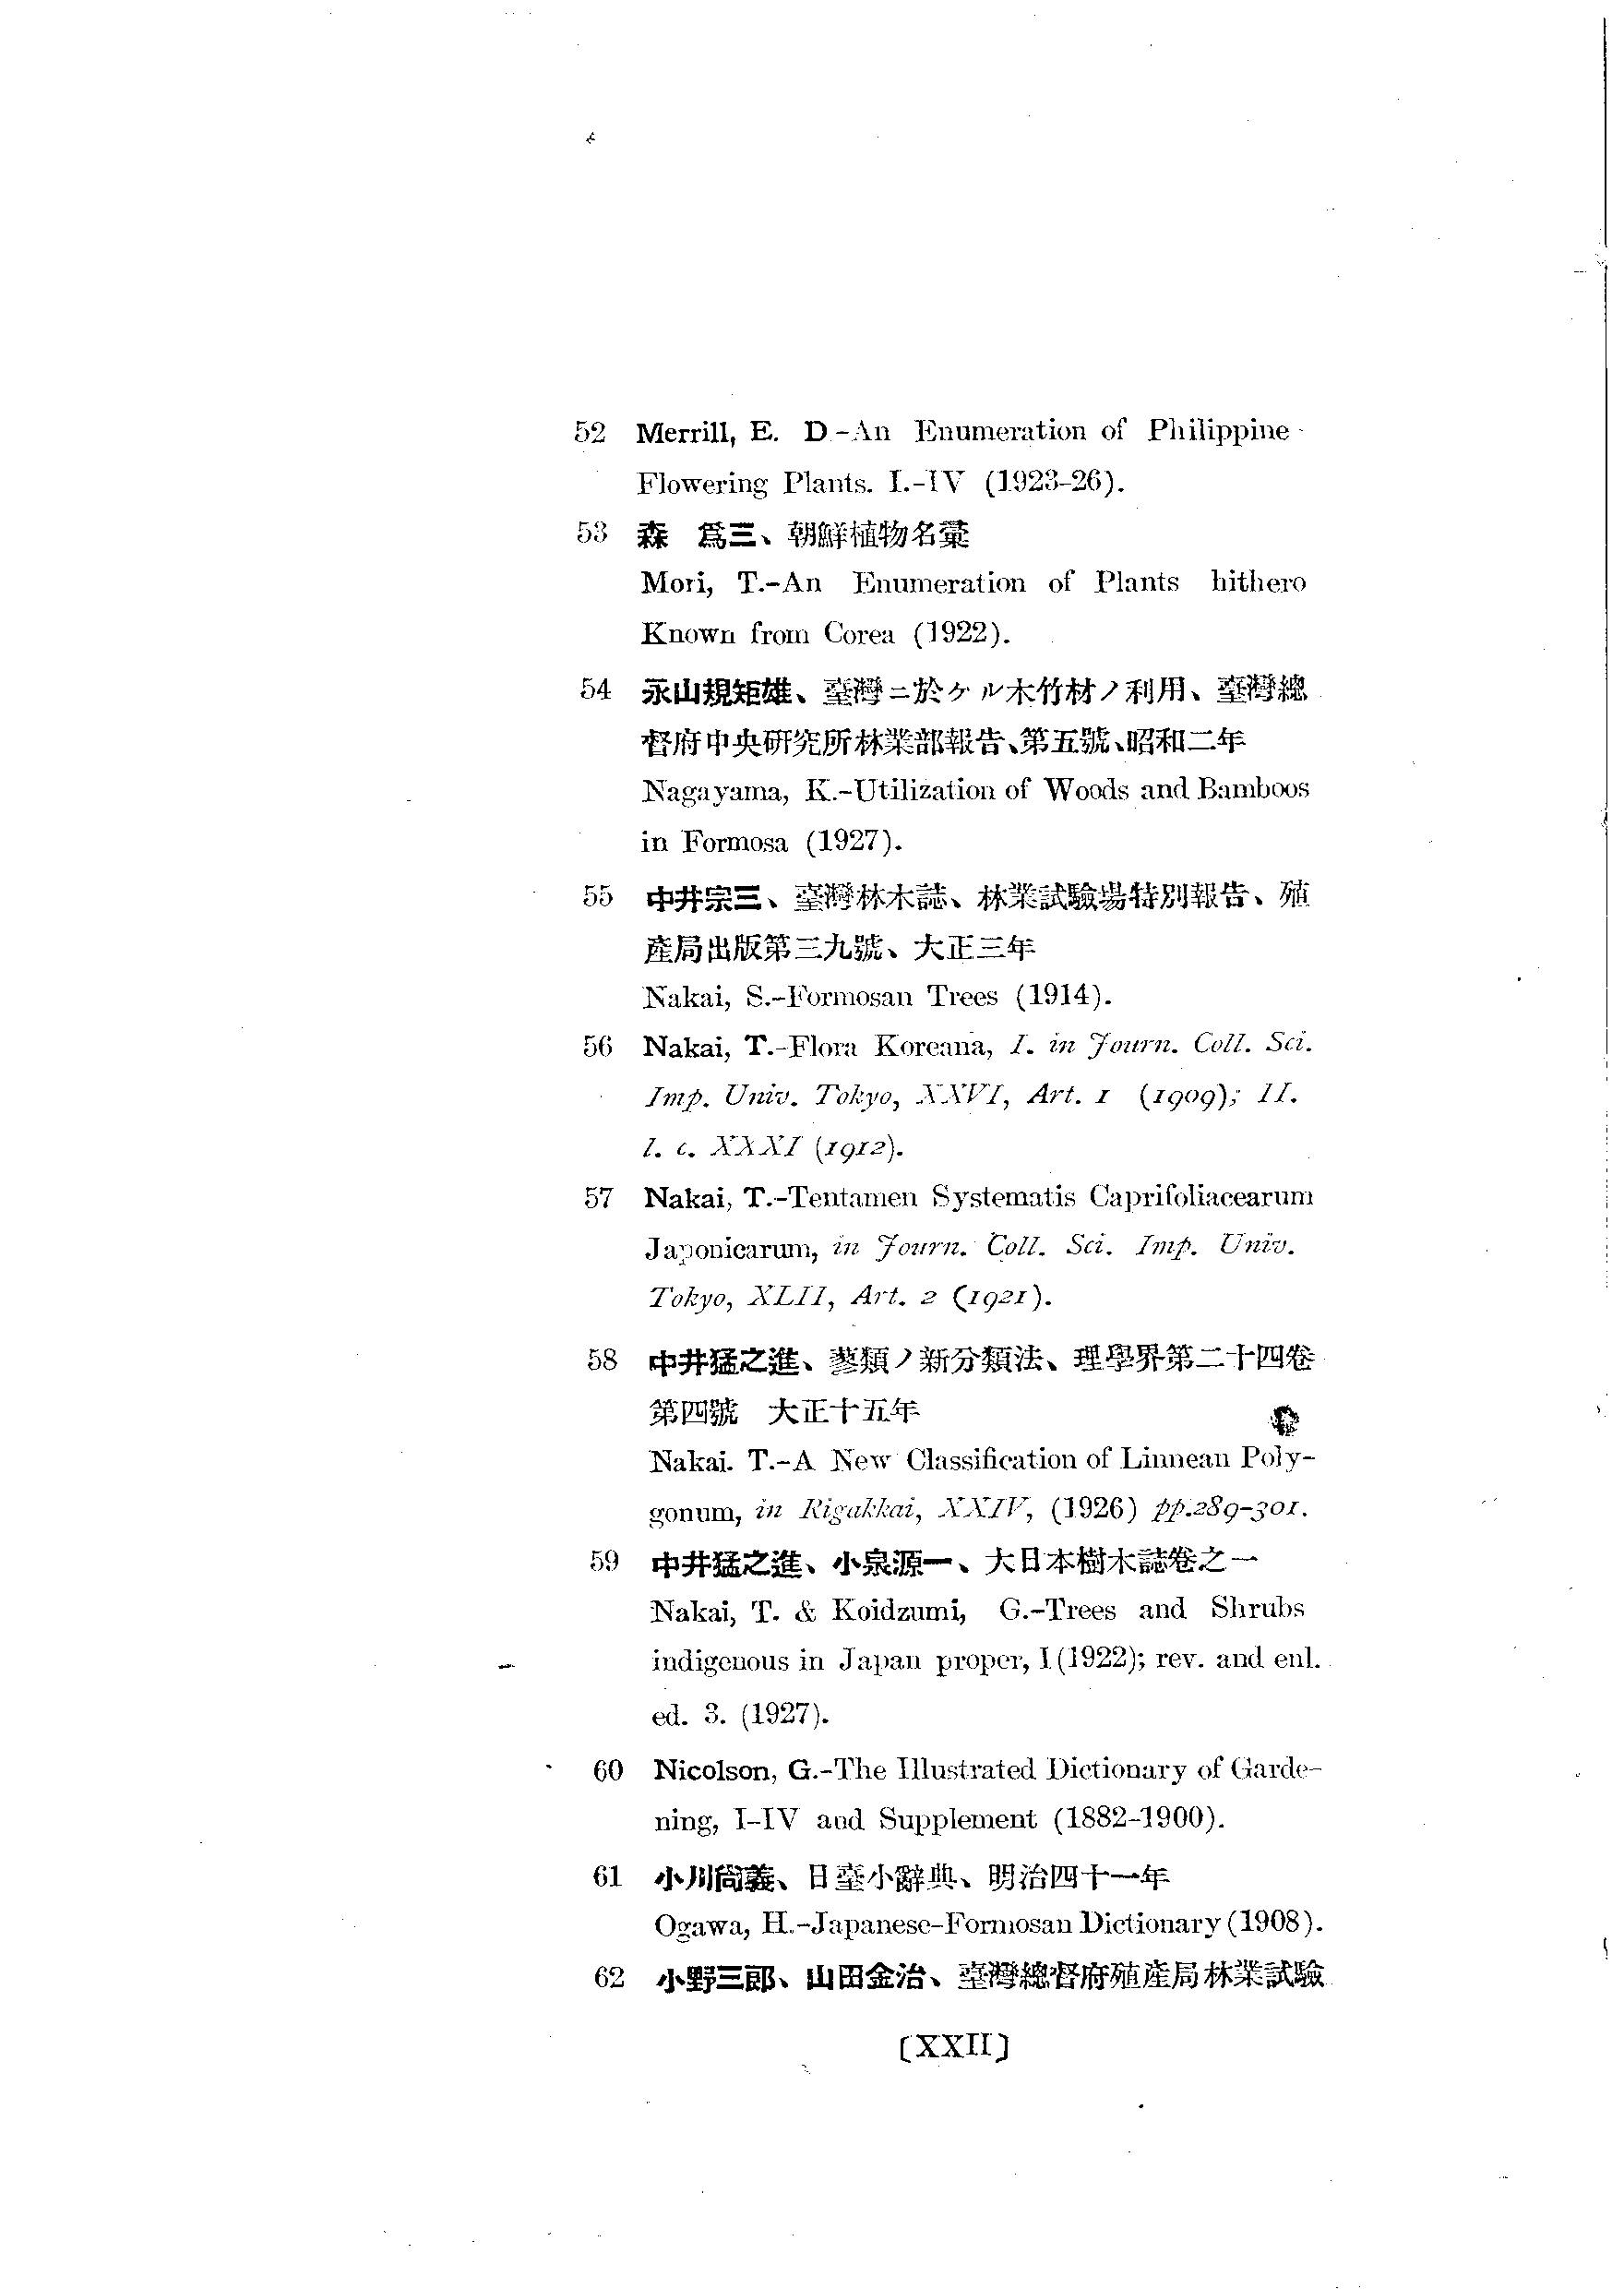 52 Merrill, E. D.-An Enumeration of Philippine
Flowering Plants. I.-IV (1923-26).
53 森 爲三、朝鮮植物名彙
Mori, T.-An Enumeration of Plants hithero
Known from Corea (1922).
54 永山規矩雄、臺灣ニ於ケル木竹材ノ利用、臺灣總
督府中央研究所林業部報告、第五號、昭和二年
Nagayama, K.-Utilization of Woods and Bamboos
in Formosa (1927).
55 中井宗三、臺灣林木誌、林業試驗場特別報告、殖
產局出版第三九號、大正三年
Nakai, S.-Formosan Trees (1914).
56 Nakai, T.-Flora Koreana, I. in Journ. Coll. Sci.
Imp. Univ. Tokyo, XXVI, Art. 1 (1909); II.
l. c. XXXI (1912).
57 Nakai, T.-Tentamen Systematis Caprifoliacearum
Japonicarum, in Journ. Coll. Sci. Imp. Univ.
Tokyo, XLII, Art. 2 (1921).
58 中井猛之進、蓼類ノ新分類法、理學界第二十四卷
第四號 大正十五年
Nakai. T.-A New Classification of Linnean Poly-
gonum, in Rigakkai, XXIV, (1926) pp.289-301.
59 中井猛之進、小泉源一、大日本樹木誌卷之一
Nakai, T. & Koidzumi, G.-Trees and Shrubs
indigenous in Japan proper, I (1922); rev. and enl.
ed. 3. (1927).
60 Nicolson, G.-The Illustrated Dictionary of Garde-
ning, I-IV and Supplement (1882-1900).
61 小川尙義、日臺小辭典、明治四十一年
Ogawa, H.-Japanese-Formosan Dictionary (1908).
62 小野三郎、山田金治、臺灣總督府殖產局林業試驗
(XXII)